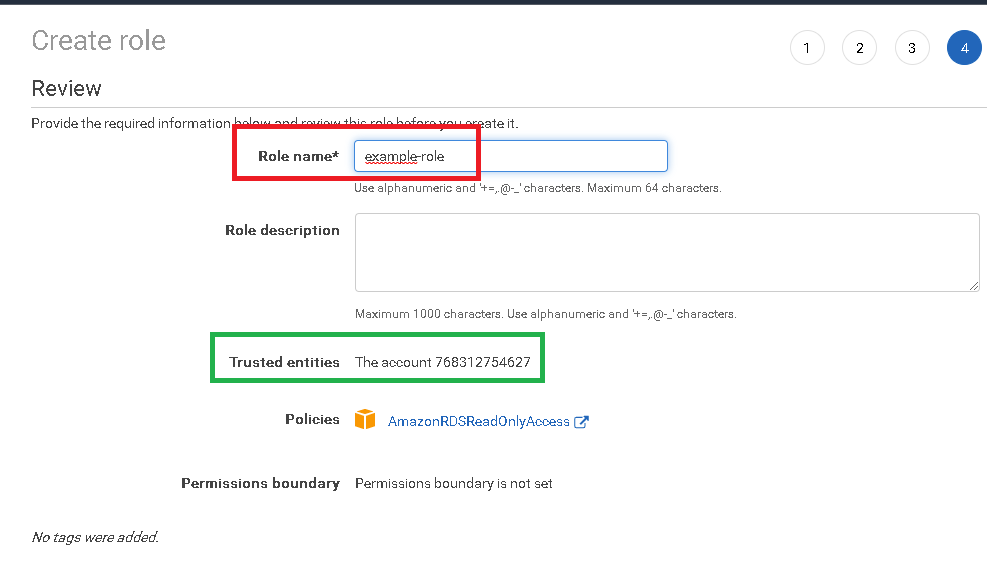 Create role
1 2 3 4
Review
Provide the required information below and review this role before you create it.
Role name* example-role
Use alphanumeric and '+=,.@-_' characters. Maximum 64 characters.
Role description
Maximum 1000 characters. Use alphanumeric and '+=,.@-_' characters.
Trusted entities The account 768312754627
Policies AmazonRDSReadOnlyAccess
Permissions boundary Permissions boundary is not set
No tags were added.